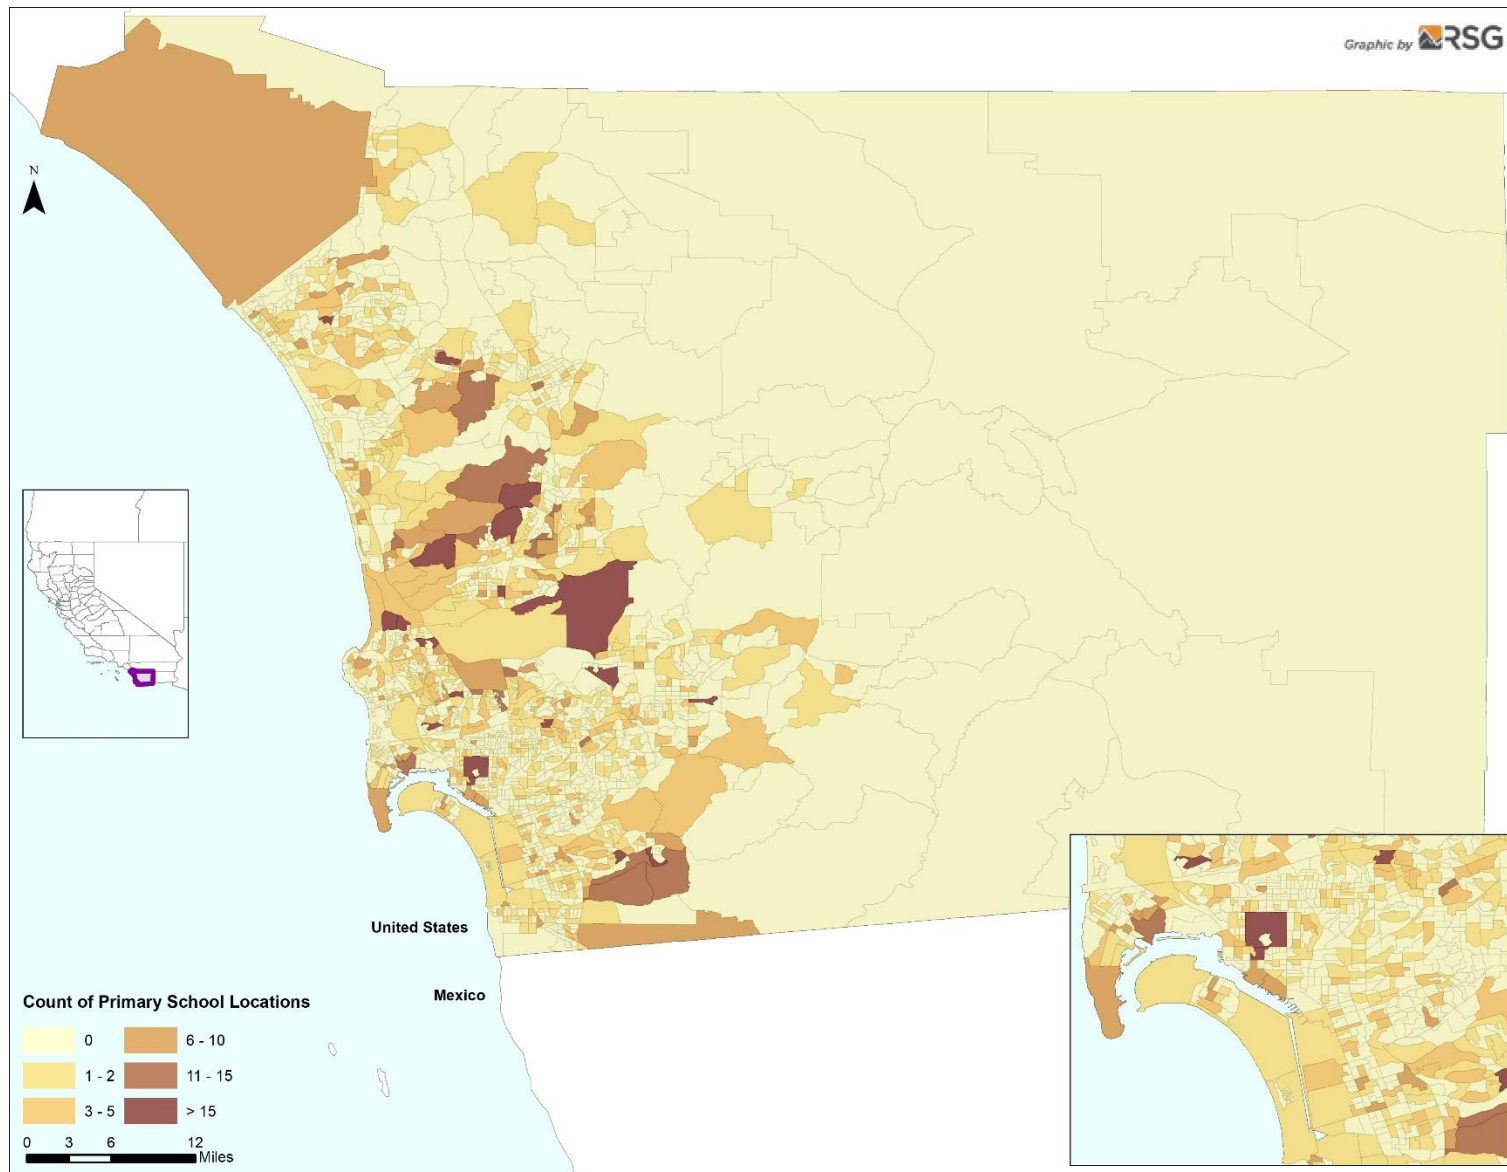 Graphic by RSG
N
United States
Mexico
Count of Primary School Locations
0 6 - 10
1 - 2 11 - 15
3 - 5 > 15
0 3 6 12
Miles